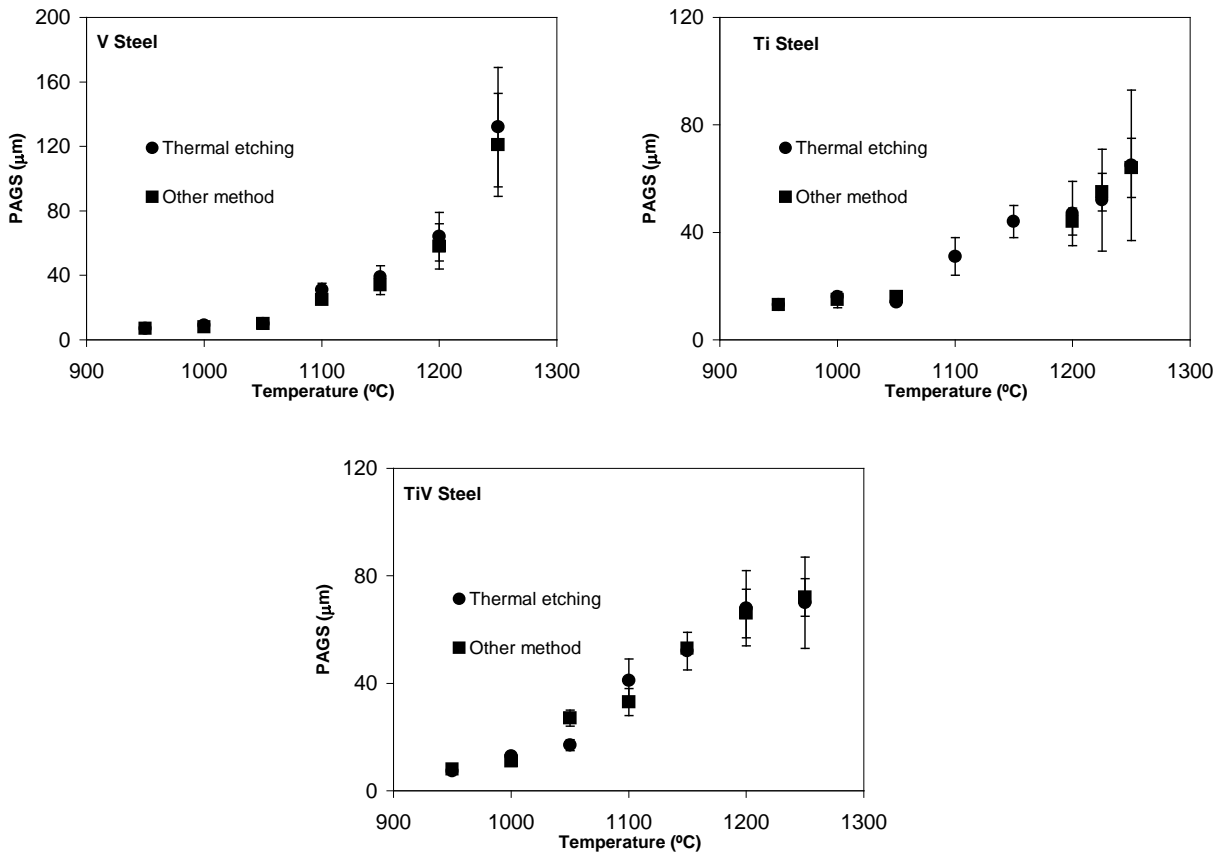 V Steel
200
160
120
80
40
0
PAGS (μm)
Thermal etching
Other method
900 1000 1100 1200 1300
Temperature (ºC)
Ti Steel
120
80
40
0
PAGS (μm)
Thermal etching
Other method
900 1000 1100 1200 1300
Temperature (ºC)
TiV Steel
120
80
40
0
PAGS (μm)
Thermal etching
Other method
900 1000 1100 1200 1300
Temperature (ºC)